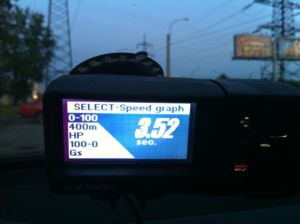 SELECT-Speed graph
0-100
400m
HP
100-0
Gs
3.52
sec.